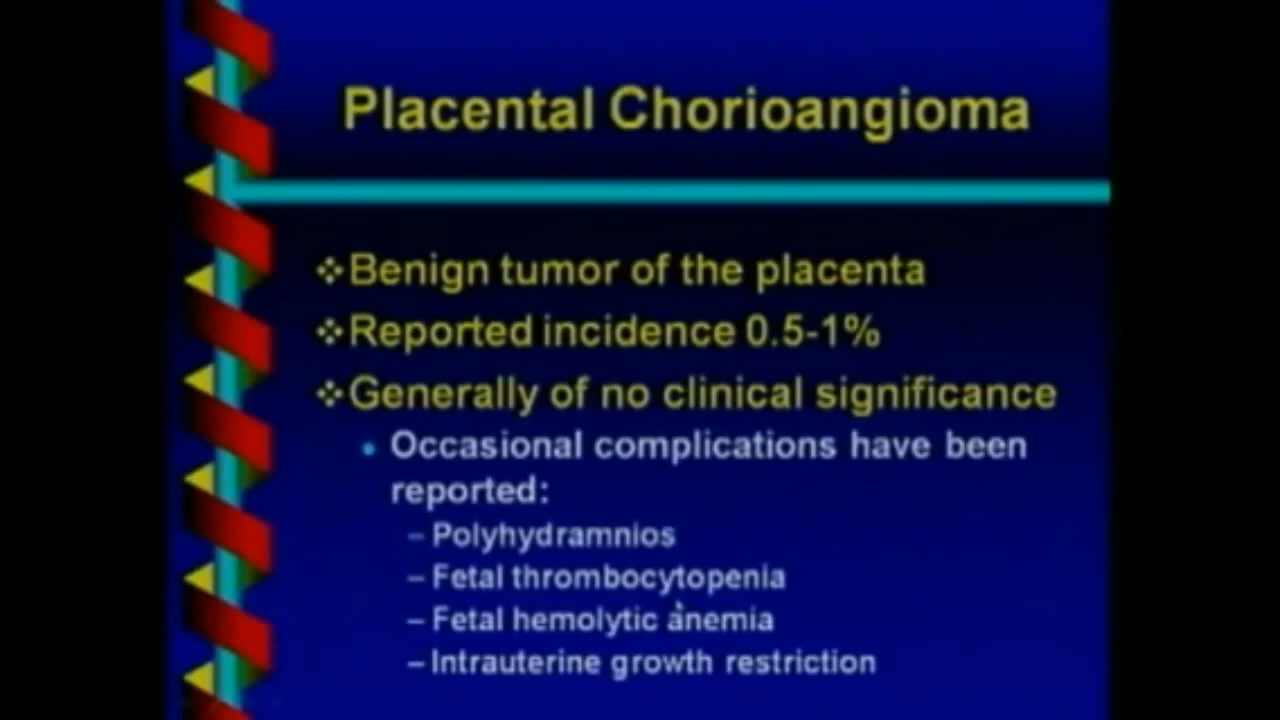 Placental Chorioangioma
❖Benign tumor of the placenta
❖Reported incidence 0.5-1%
❖Generally of no clinical significance
• Occasional complications have been
reported:
– Polyhydramnios
– Fetal thrombocytopenia
– Fetal hemolytic anemia
– Intrauterine growth restriction